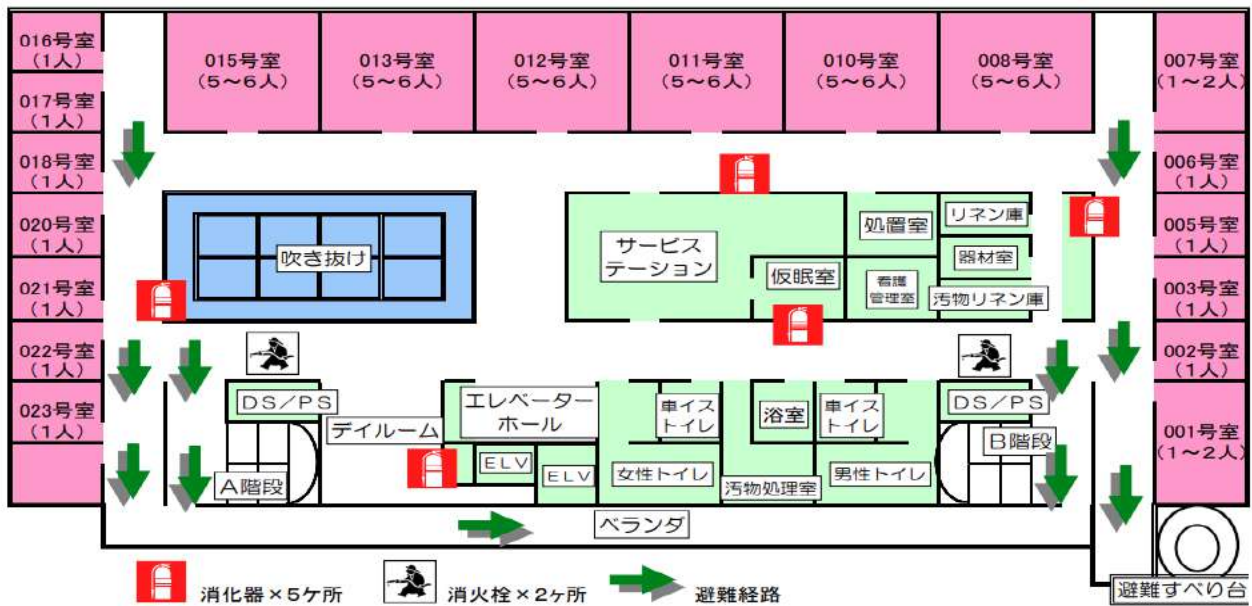 016号室
(1人)
015号室
(5～6人)
013号室
(5～6人)
012号室
(5～6人)
011号室
(5～6人)
010号室
(5～6人)
008号室
(5～6人)
007号室
(1～2人)
017号室
(1人)
018号室
(1人)
006号室
(1人)
020号室
(1人)
吹き抜け
サービス
テーション
処置室
リネン庫
器材室
005号室
(1人)
021号室
(1人)
仮眠室
看護
管理室
汚物リネン庫
003号室
(1人)
022号室
(1人)
002号室
(1人)
023号室
(1人)
DS／PS
デイルーム
エレベーター
ホール
車イス
トイレ
浴室
車イス
トイレ
DS／PS
B階段
001号室
(1～2人)
A階段
ELV
ELV
女性トイレ
汚物処理室
男性トイレ
ベランダ
消化器×5ケ所
消火栓×2ヶ所
避難経路
避難すべり台